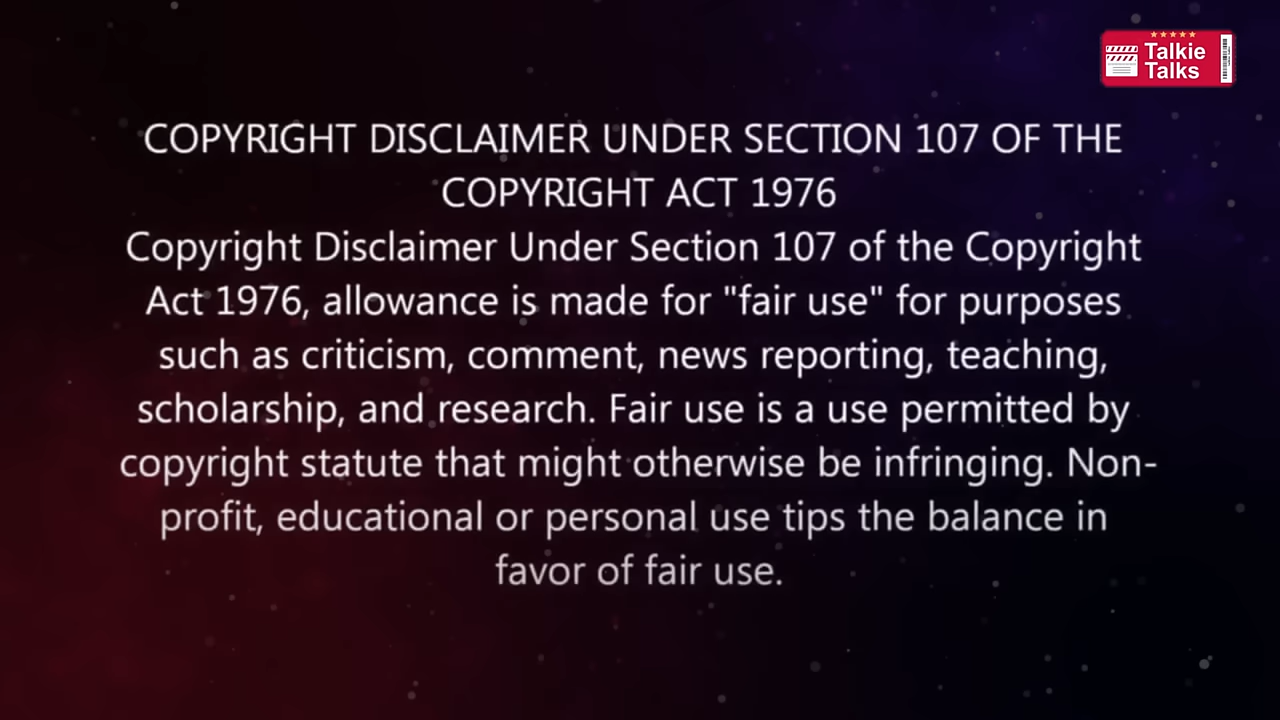 Talkie
Talks
COPYRIGHT DISCLAIMER UNDER SECTION 107 OF THE
COPYRIGHT ACT 1976
Copyright Disclaimer Under Section 107 of the Copyright
Act 1976, allowance is made for "fair use" for purposes
such as criticism, comment, news reporting, teaching,
scholarship, and research. Fair use is a use permitted by
copyright statute that might otherwise be infringing. Non-
profit, educational or personal use tips the balance in
favor of fair use.